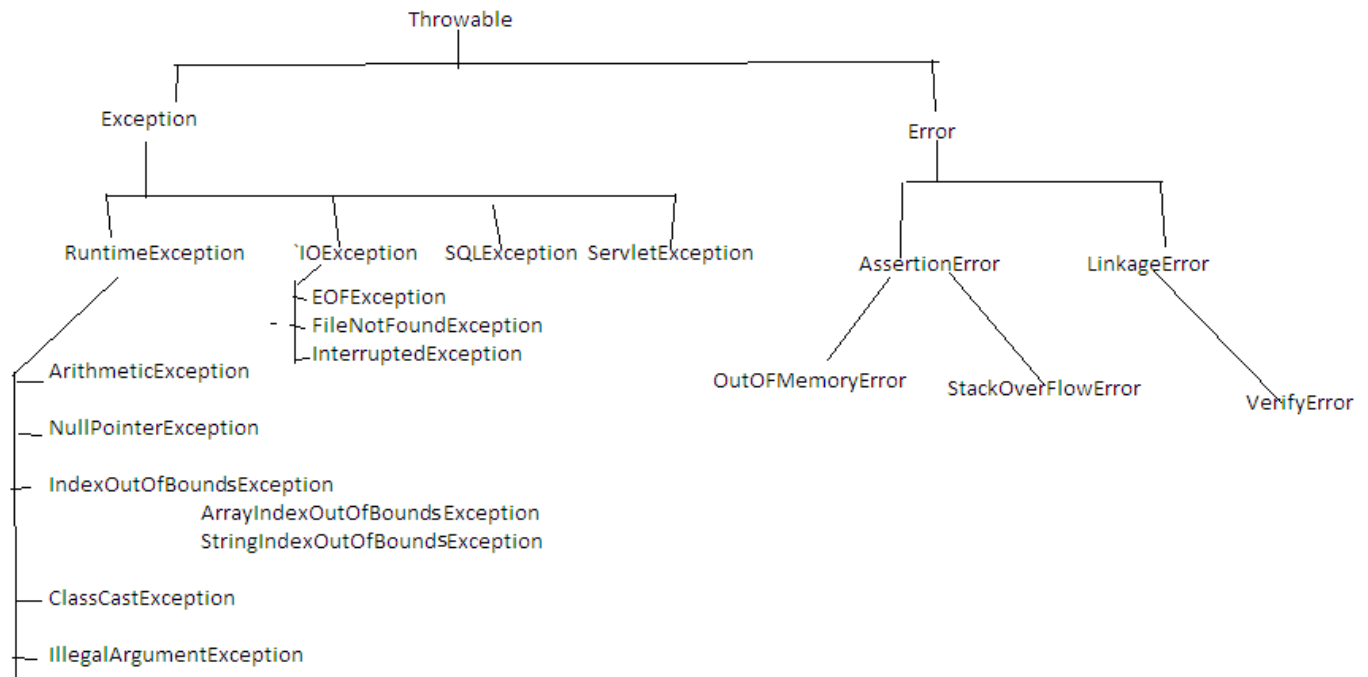 Throwable
Exception
Error
RuntimeException `IOException SQLException ServletException
AssertionError LinkageError
EOFException
FileNotFoundException
InterruptedException
ArithmeticException
OutOFMemoryError StackOverFlowError
VerifyError
NullPointerException
IndexOutOfBoundsException
ArrayIndexOutOfBoundsException
StringIndexOutOfBoundsException
ClassCastException
IllegalArgumentException